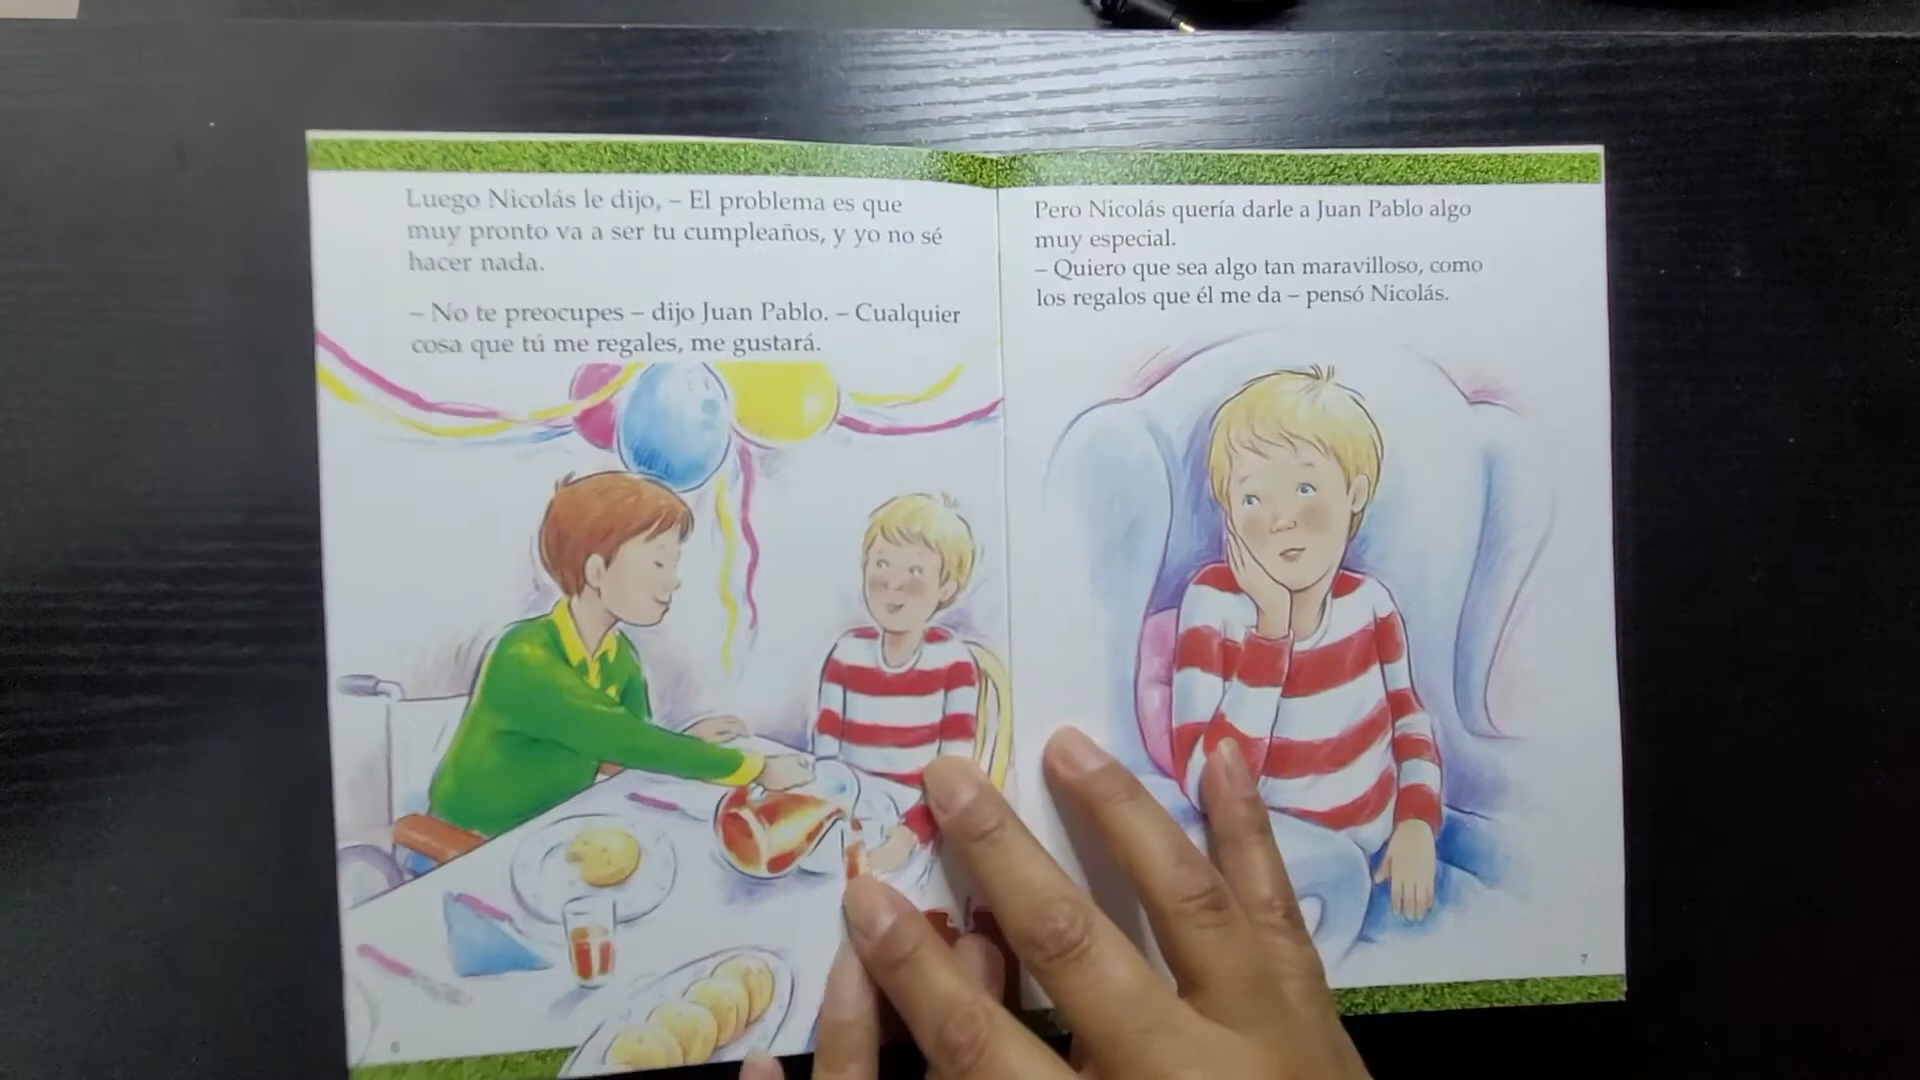 Luego Nicolás le dijo, – El problema es que
muy pronto va a ser tu cumpleaños, y yo no sé
hacer nada.
– No te preocupes – dijo Juan Pablo. – Cualquier
cosa que tú me regales, me gustará.
6
Pero Nicolás quería darle a Juan Pablo algo
muy especial.
– Quiero que sea algo tan maravilloso, como
los regalos que él me da – pensó Nicolás.
7